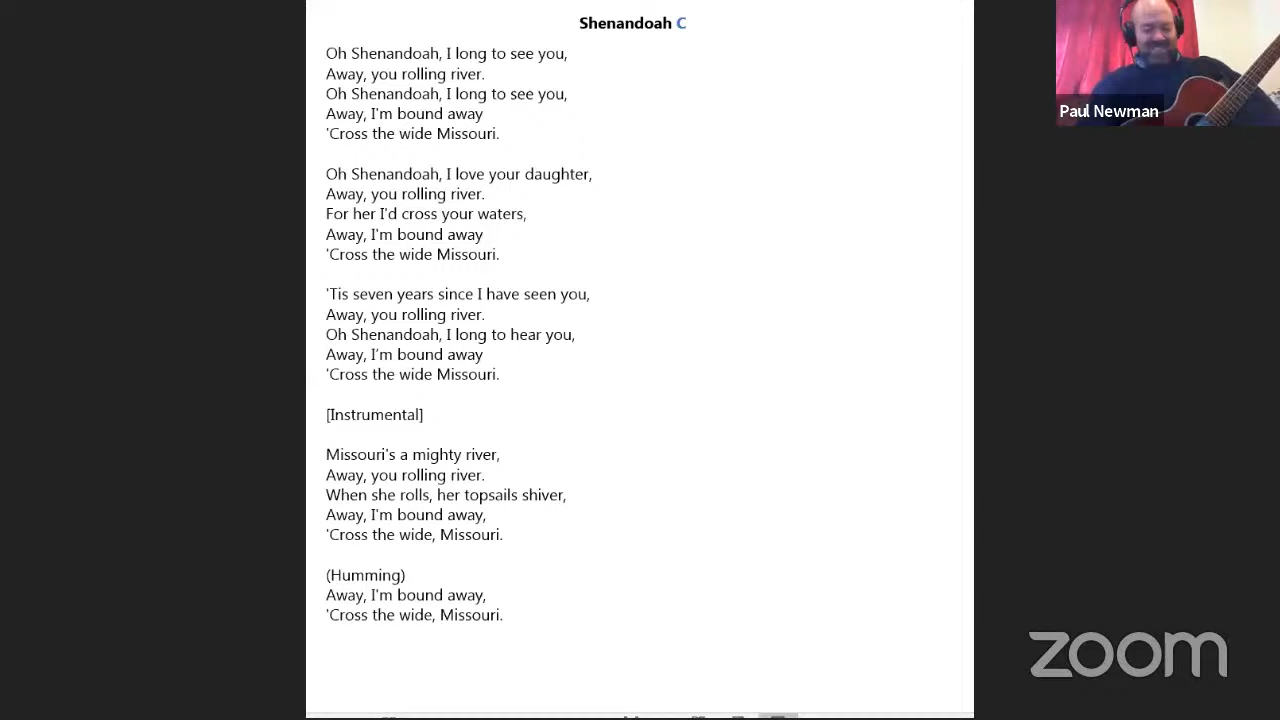 Shenandoah C
Oh Shenandoah, I long to see you,
Away, you rolling river.
Oh Shenandoah, I long to see you,
Away, I'm bound away
'Cross the wide Missouri.
Oh Shenandoah, I love your daughter,
Away, you rolling river.
For her I'd cross your waters,
Away, I'm bound away
'Cross the wide Missouri.
'Tis seven years since I have seen you,
Away, you rolling river.
Oh Shenandoah, I long to hear you,
Away, I’m bound away
'Cross the wide Missouri.
[Instrumental]
Missouri's a mighty river,
Away, you rolling river.
When she rolls, her topsails shiver,
Away, I'm bound away,
'Cross the wide, Missouri.
(Humming)
Away, I'm bound away,
'Cross the wide, Missouri.
Paul Newman
zoom